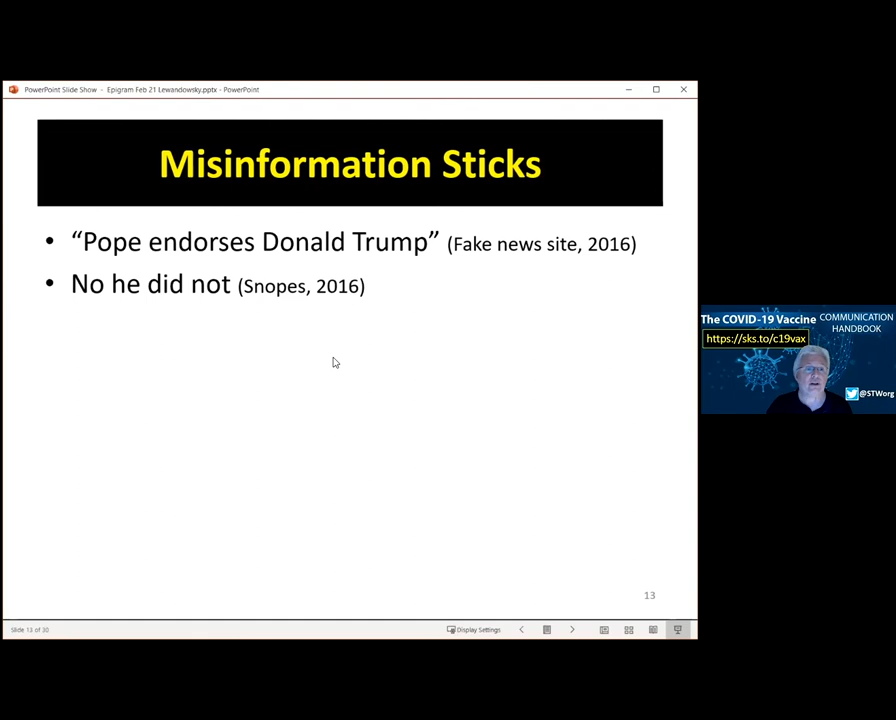 PowerPoint Slide Show - Epigram Feb 21 Lewandowsky.pptx - PowerPoint
Misinformation Sticks
• “Pope endorses Donald Trump” (Fake news site, 2016)
• No he did not (Snopes, 2016)
The COVID-19 Vaccine COMMUNICATION
HANDBOOK
https://sks.to/c19vax
@STWorg
13
Slide 13 of 30
Display Settings